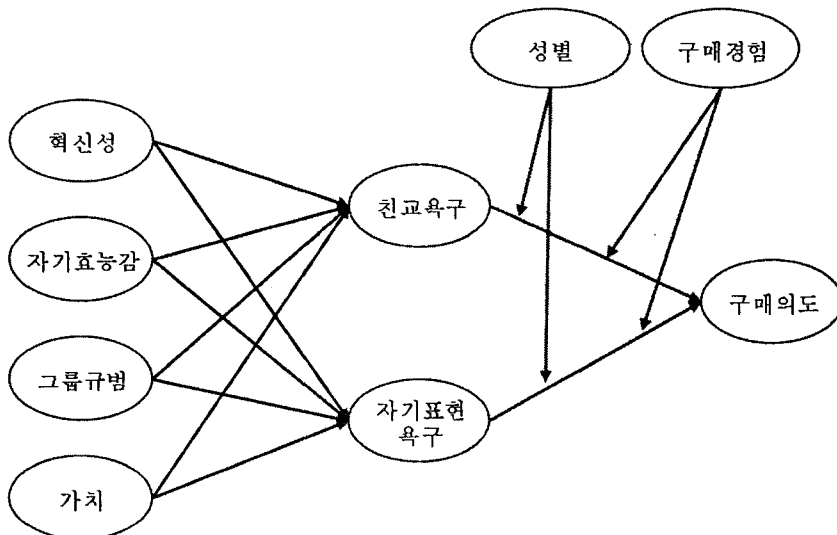 성별
구매경험
혁신성
친교욕구
자기효능감
구매의도
그룹규범
자기표현
욕구
가치